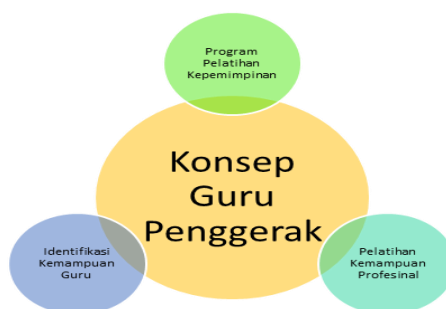 Program
Pelatihan
Kepemimpinan
Konsep
Guru
Penggerak
Identifikasi
Kemampuan
Guru
Pelatihan
Kemampuan
Profesinal